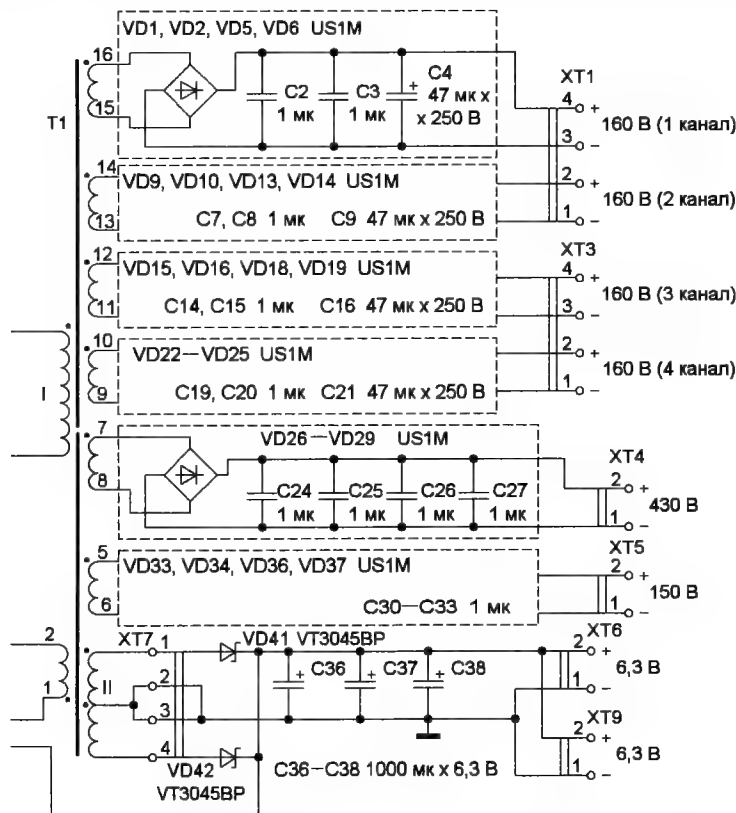 VD1, VD2, VD5, VD6 US1M
16
15
T1
C2
1 мк
C3
1 мк
+ C4
47 мк x
x 250 В
XT1
4 +
3 −
160 В (1 канал)
2 +
1 −
160 В (2 канал)
14
13
VD9, VD10, VD13, VD14 US1M
C7, C8 1 мк C9 47 мк x 250 В
12
11
VD15, VD16, VD18, VD19 US1M
C14, C15 1 мк C16 47 мк x 250 В
XT3
4 +
3 −
160 В (3 канал)
2 +
1 −
160 В (4 канал)
10
9
VD22−VD25 US1M
C19, C20 1 мк C21 47 мк x 250 В
I
7
8
VD26−VD29 US1M
C24
1 мк
C25
1 мк
C26
1 мк
C27
1 мк
XT4
2 +
1 −
430 В
5
6
VD33, VD34, VD36, VD37 US1M
C30−C33 1 мк
XT5
2 +
1 −
150 В
2
1
II
XT7
1
2
3
4
VD41 VT3045BP
+ C36
+ C37
+ C38
XT6
2 +
1 −
6,3 В
XT9
2 +
1 −
6,3 В
VD42
VT3045BP
C36−C38 1000 мк x 6,3 В